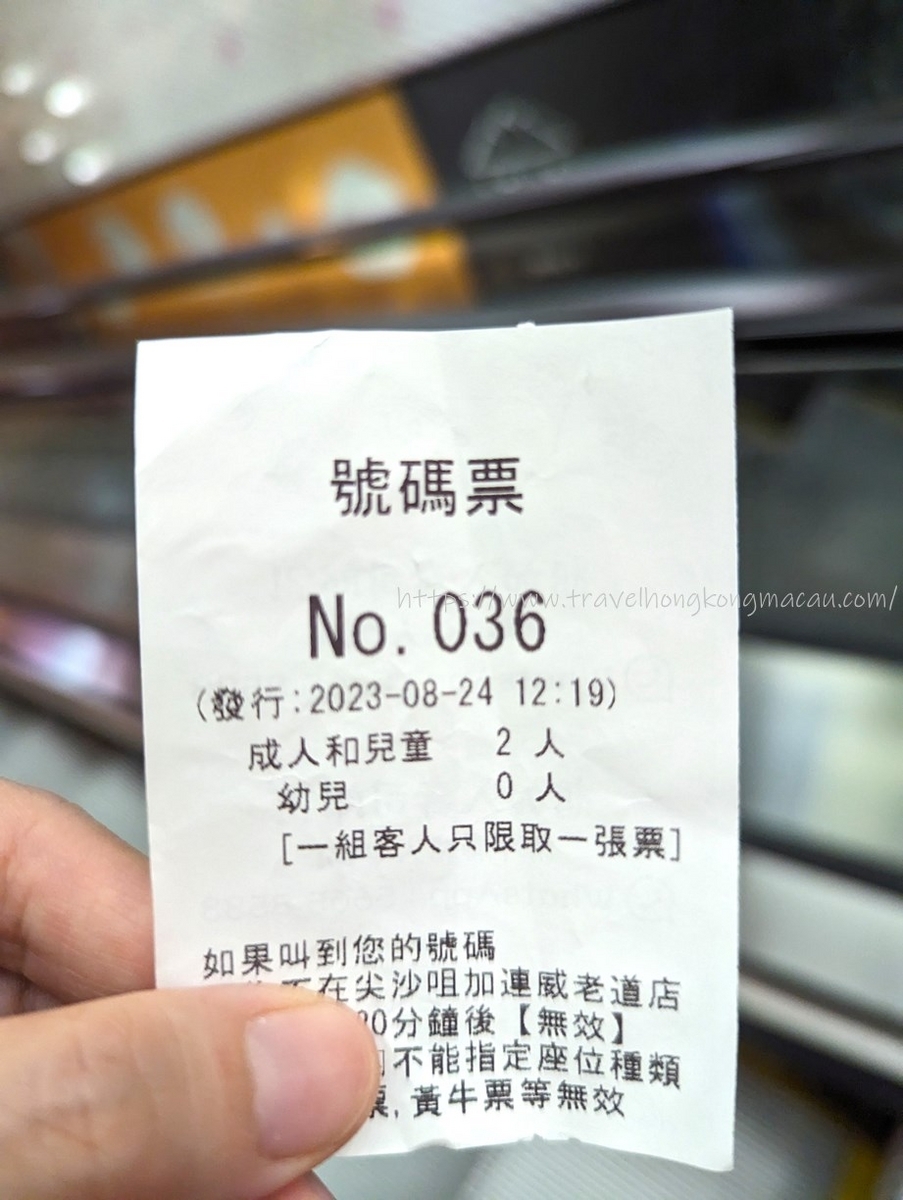 號碼票
https://www.travelhongkongmacau.com/
No. 036
(發行:2023-08-24 12:19)
成人和兒童 2 人
幼兒 0 人
[一組客人只限取一張票]
如果叫到您的號碼
不在尖沙咀加連威老道店
0分鐘後【無效】
不能指定座位種類
票,黃牛票等無效